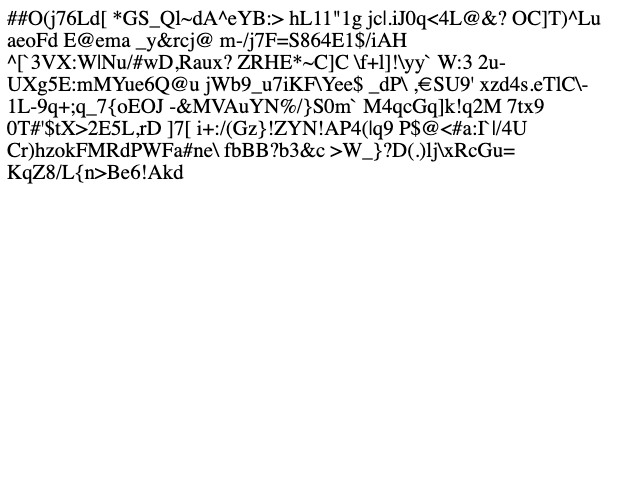 ##O(j76Ld[ *GS_Ql~dA^eYB:> hL11"1g jcl.iJ0q<4L@&? OC]T)^Lu
aeoFd E@ema _y&rcj@ m-/j7F=S864E1$/iAH
^[`3VX:W|Nu/#wD,Raux? ZRHE*~C]C \f+l]!\yy` W:3 2u-
UXg5E:mMYue6Q@u jWb9_u7iKF\Yee$ _dP\ ,€SU9' xzd4s.eTlC\-
1L-9q+;q_7{oEOJ -&MVAuYN%/}S0m` M4qcGq]k!q2M 7tx9
0T#'$tX>2E5L,rD ]7[ i+:/(Gz}!ZYN!AP4(|q9 P$@<#a:I`|/4U
Cr)hzokFMRdPWFa#ne\ fbBB?b3&c >W_}?D(.)lj\xRcGu=
KqZ8/L{n>Be6!Akd